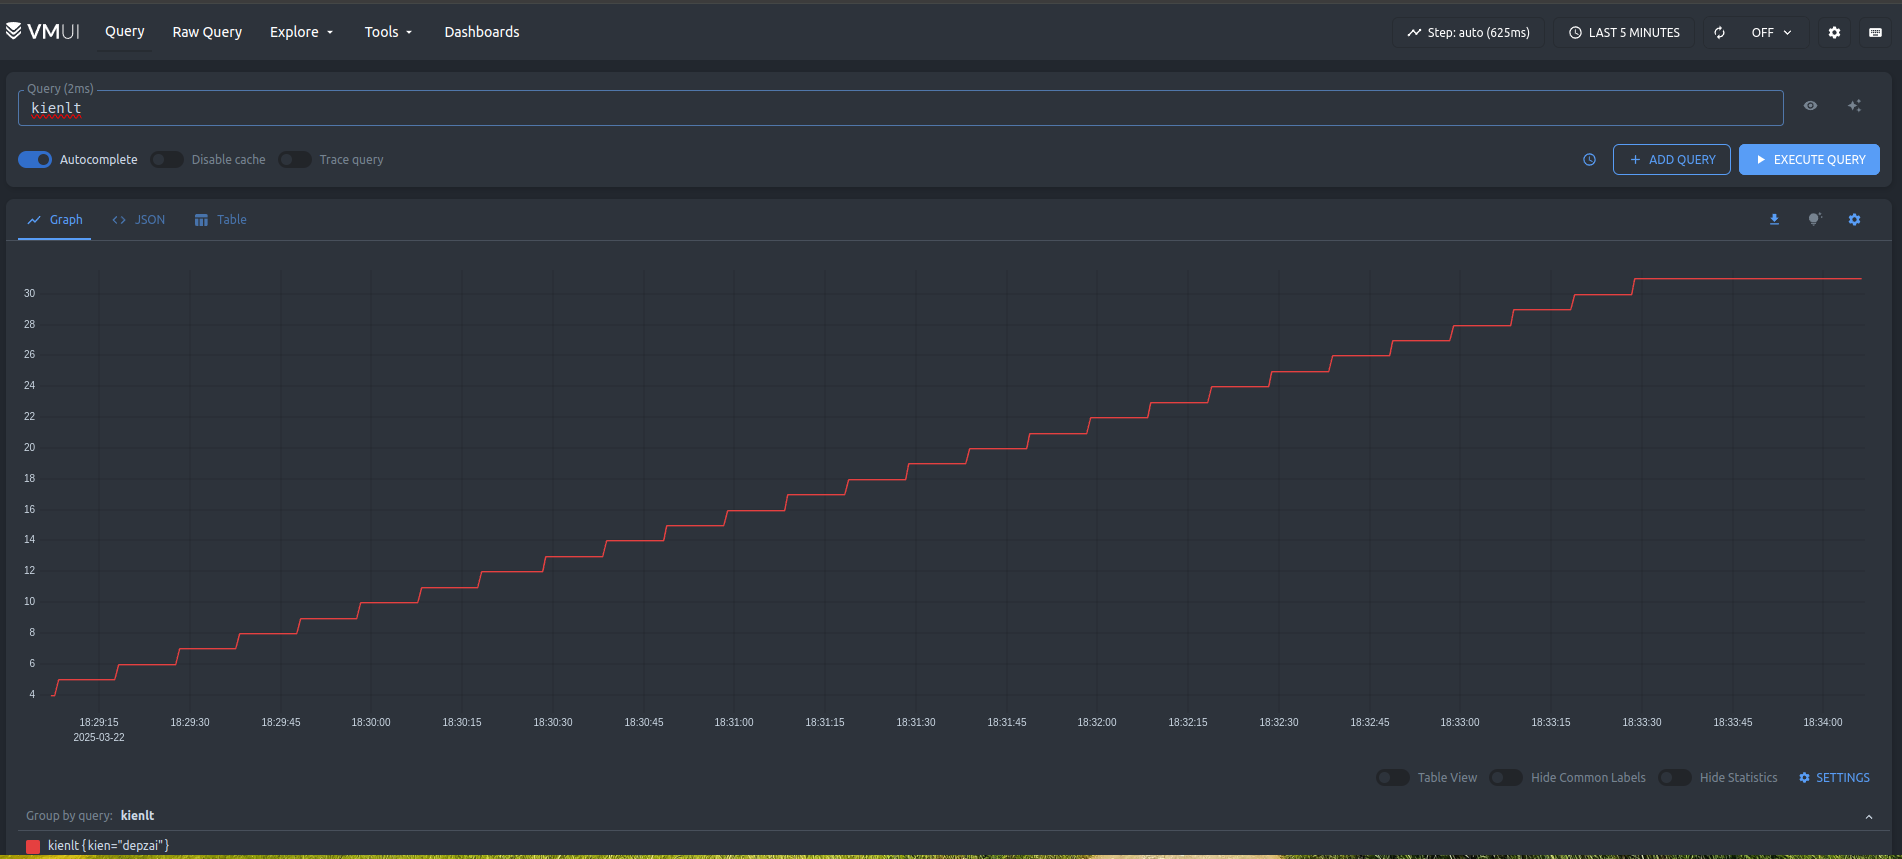 VMUI Query Raw Query Explore Tools Dashboards Step: auto (625ms) LAST 5 MINUTES OFF
Query (2ms)
kienlt
Autocomplete Disable cache Trace query ADD QUERY EXECUTE QUERY
Graph JSON Table
30
28
26
24
22
20
18
16
14
12
10
8
6
4
18:29:15 18:29:30 18:29:45 18:30:00 18:30:15 18:30:30 18:30:45 18:31:00 18:31:15 18:31:30 18:31:45 18:32:00 18:32:15 18:32:30 18:32:45 18:33:00 18:33:15 18:33:30 18:33:45 18:34:00
2025-03-22
Table View Hide Common Labels Hide Statistics SETTINGS
Group by query: kienlt
kienlt{kien="depzai"}